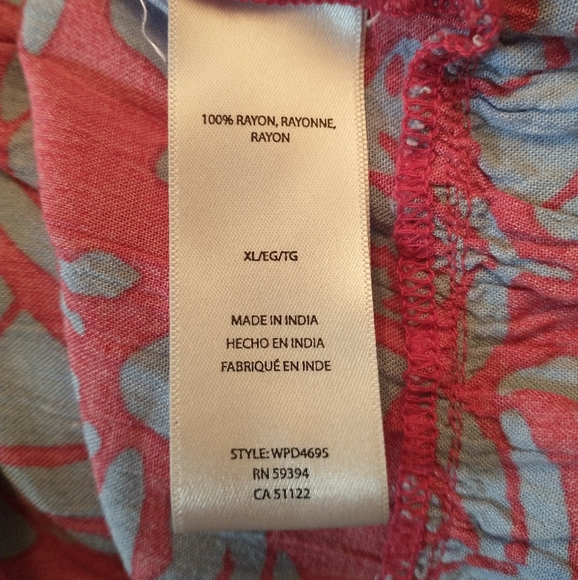 100% RAYON, RAYONNE,
RAYON
XL/EG/TG
MADE IN INDIA
HECHO EN INDIA
FABRIQUÉ EN INDE
STYLE: WPD4695
RN 59394
CA 51122